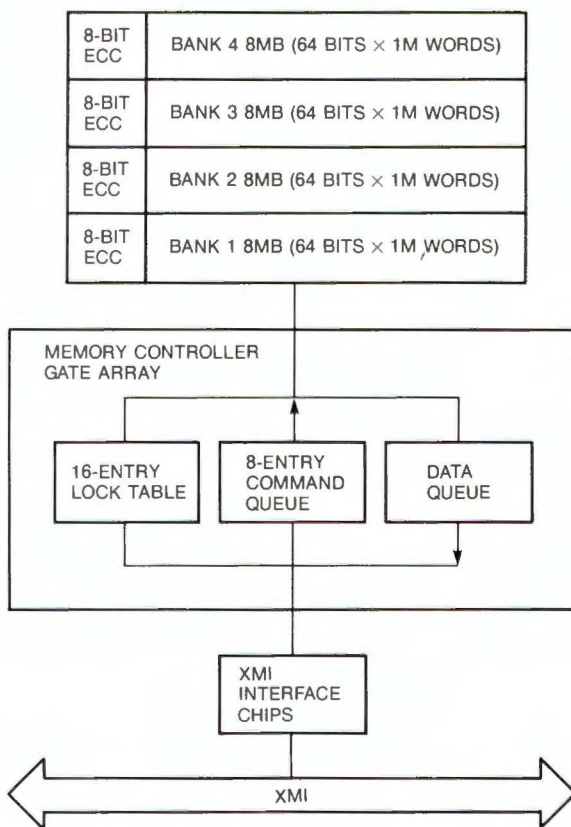 8-BIT
ECC
BANK 4 8MB (64 BITS × 1M WORDS)
8-BIT
ECC
BANK 3 8MB (64 BITS × 1M WORDS)
8-BIT
ECC
BANK 2 8MB (64 BITS × 1M WORDS)
8-BIT
ECC
BANK 1 8MB (64 BITS × 1M WORDS)
MEMORY CONTROLLER
GATE ARRAY
16-ENTRY
LOCK TABLE
8-ENTRY
COMMAND
QUEUE
DATA
QUEUE
XMI
INTERFACE
CHIPS
XMI